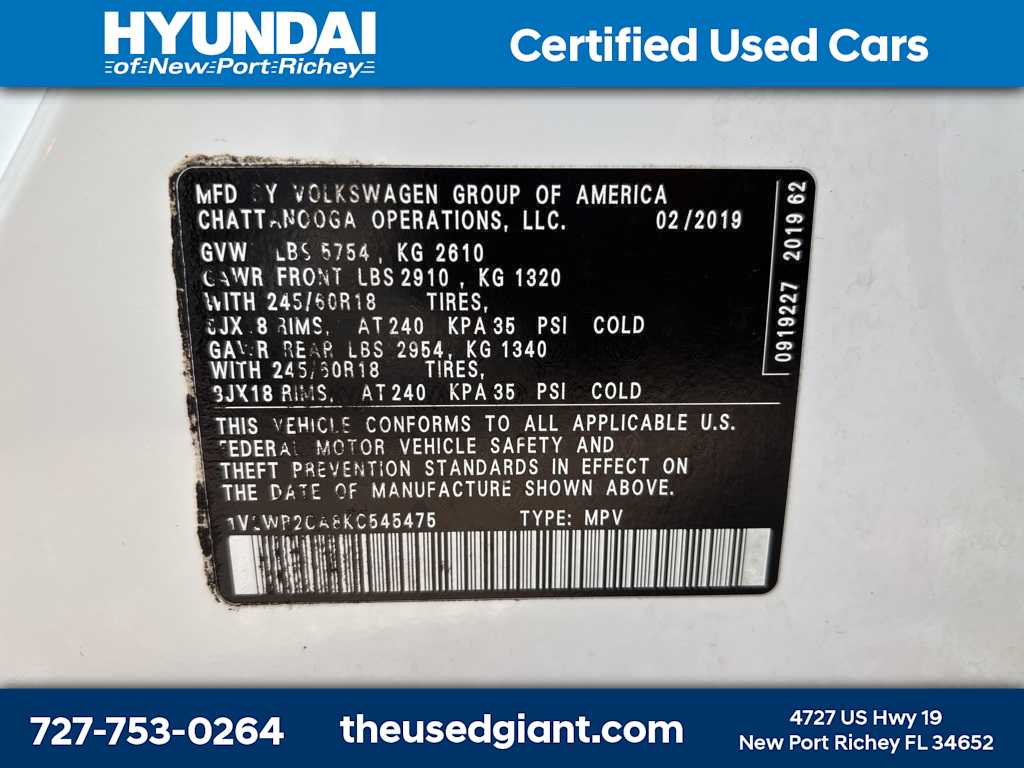 HYUNDAI
of New Port Richey
Certified Used Cars
MFD BY VOLKSWAGEN GROUP OF AMERICA
CHATTANOOGA OPERATIONS, LLC. 02/2019
GVW LBS 5754, KG 2610
GAWR FRONT LBS 2910, KG 1320
WITH 245/60R18 TIRES,
8JX18 RIMS, AT 240 KPA 35 PSI COLD
GAWR REAR LBS 2954, KG 1340
WITH 245/60R18 TIRES,
8JX18 RIMS, AT 240 KPA 35 PSI COLD
THIS VEHICLE CONFORMS TO ALL APPLICABLE U.S.
FEDERAL MOTOR VEHICLE SAFETY AND
THEFT PREVENTION STANDARDS IN EFFECT ON
THE DATE OF MANUFACTURE SHOWN ABOVE.
TYPE: MPV
0919227 2019 62
727-753-0264
theusedgiant.com
4727 US Hwy 19
New Port Richey FL 34652